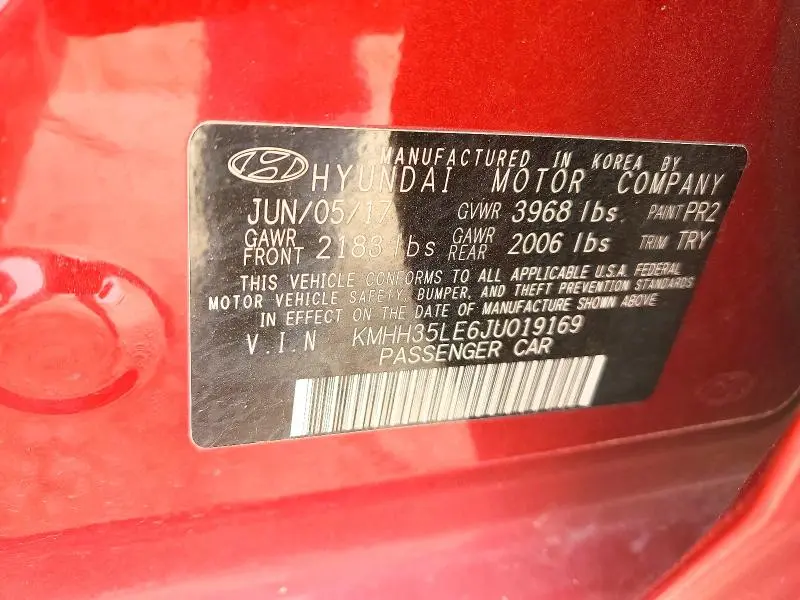 MANUFACTURED IN KOREA BY
HYUNDAI MOTOR COMPANY
JUN/05/17 GVWR 3968 lbs. PAINT PR2
GAWR FRONT 2183 lbs GAWR REAR 2006 lbs TRIM TRY
THIS VEHICLE CONFORMS TO ALL APPLICABLE U.S.A. FEDERAL
MOTOR VEHICLE SAFETY, BUMPER, AND THEFT PREVENTION STANDARDS
IN EFFECT ON THE DATE OF MANUFACTURE SHOWN ABOVE
V.I.N KMHH35LE6JU019169
PASSENGER CAR